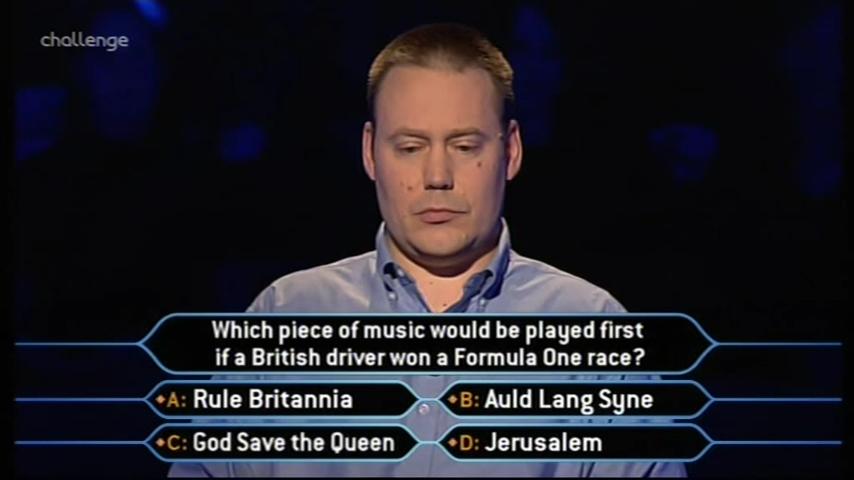 challenge
Which piece of music would be played first
if a British driver won a Formula One race?
A: Rule Britannia
B: Auld Lang Syne
C: God Save the Queen
D: Jerusalem